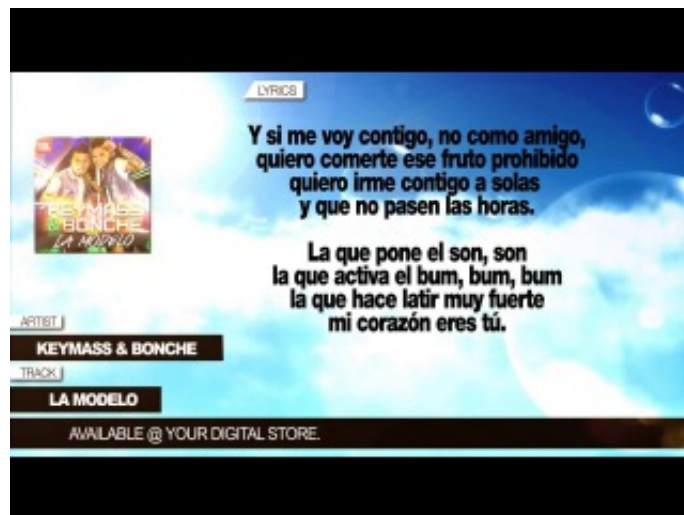 LYRICS
Y si me voy contigo, no como amigo,
quiero comerte ese fruto prohibido
quiero irme contigo a solas
y que no pasen las horas.
La que pone el son, son
la que activa el bum, bum, bum
la que hace latir muy fuerte
mi corazón eres tú.
KEYMASS
& BONCHE
LA MODELO
ARTIST
KEYMASS & BONCHE
TRACK
LA MODELO
AVAILABLE @ YOUR DIGITAL STORE.